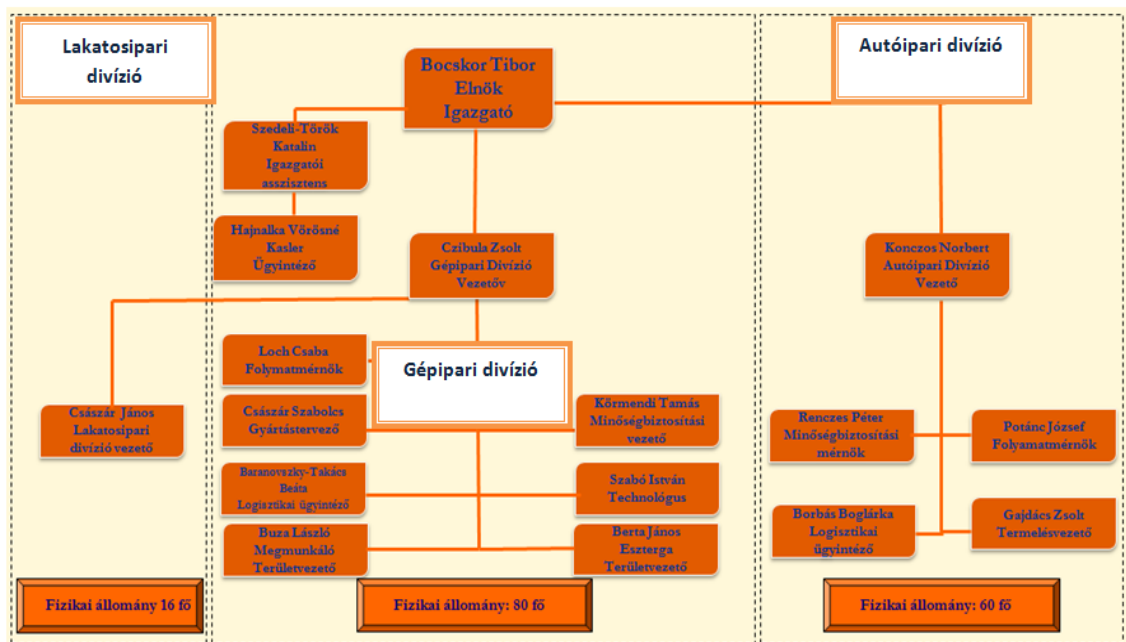 Lakatosipari
divízió
Bocskor Tibor
Elnök
Igazgató
Autóipari divízió
Szedeli-Török
Katalin
Igazgatói
asszisztens
Hajnalka Vörösné
Kasler
Ügyintéző
Czíbula Zsolt
Gépipari Divízió
Vezetőv
Konczos Norbert
Autóipari Divízió
Vezető
Loch Csaba
Folymatmérnők
Gépipari divízió
Császár János
Lakatosipari
divízió vezető
Császár Szabolcs
Gyártástervező
Körmendi Tamás
Minőségbiztosítási
vezető
Renczes Péter
Minőségbiztosítási
mérnök
Potánc József
Folyamatmérnök
Baranovszky-Takács
Beáta
Logisztikai ügyintéző
Szabó István
Technológus
Buza László
Megmunkáló
Területvezető
Berta János
Eszterga
Területvezető
Borbás Boglárka
Logisztikai
ügyintéző
Gajdács Zsolt
Termelésvezető
Fizikai állomány 16 fő
Fizikai állomány: 80 fő
Fizikai állomány: 60 fő